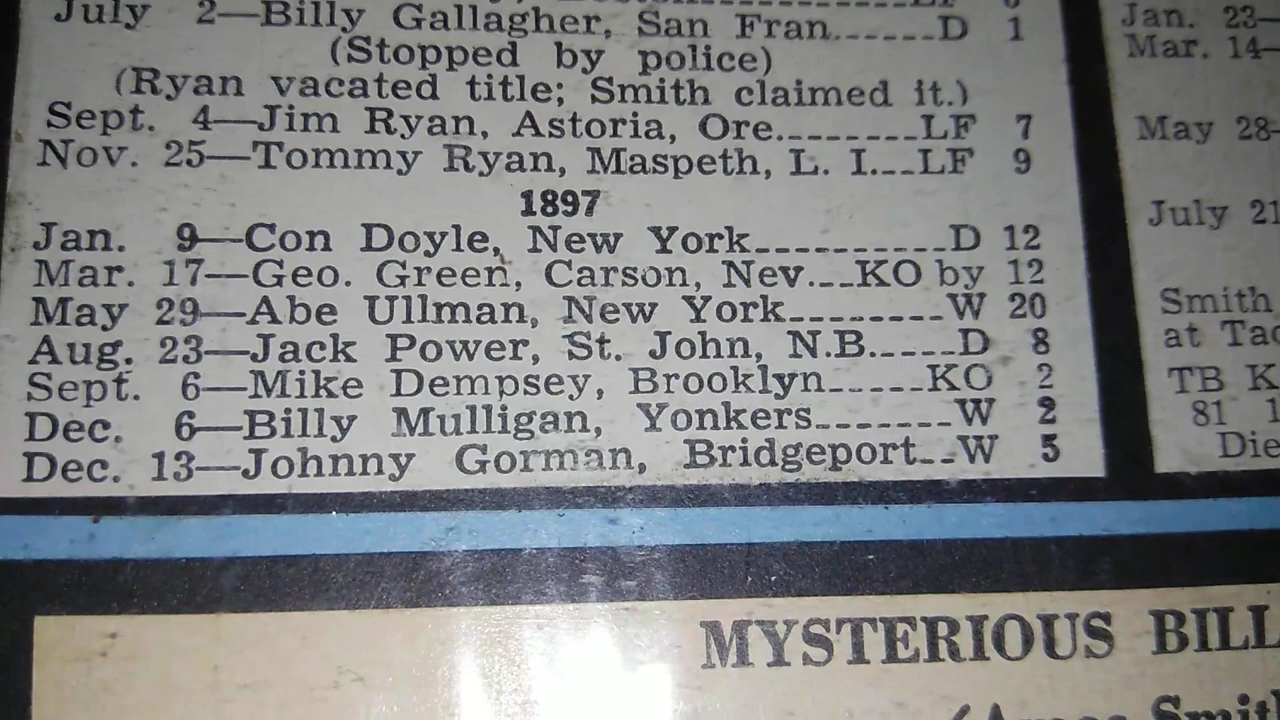 July 2—Billy Gallagher, San Fran......D 1
(Stopped by police)
(Ryan vacated title; Smith claimed it.)
Sept. 4—Jim Ryan, Astoria, Ore.........LF 7
Nov. 25—Tommy Ryan, Maspeth, L. I...LF 9
1897
Jan. 9—Con Doyle, New York..........D 12
Mar. 17—Geo. Green, Carson, Nev...KO by 12
May 29—Abe Ullman, New York.........W 20
Aug. 23—Jack Power, St. John, N.B.....D 8
Sept. 6—Mike Dempsey, Brooklyn.....KO 2
Dec. 6—Billy Mulligan, Yonkers.......W 2
Dec. 13—Johnny Gorman, Bridgeport..W 5
Jan. 23—
Mar. 14—
May 28-
July 21
Smith
at Tac
TB K
81 1
Die
MYSTERIOUS BILL
(Amos Smit